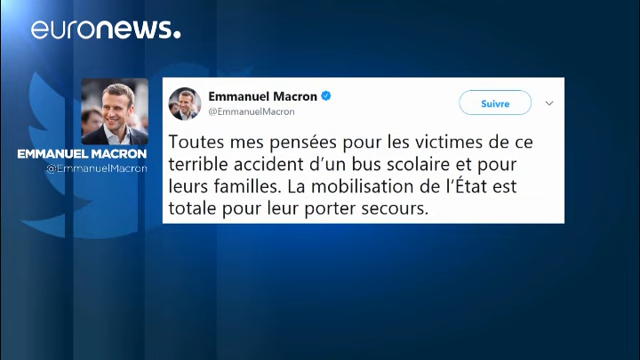 euronews.
EMMANUEL MACRON
@EmmanuelMacron
Emmanuel Macron
@EmmanuelMacron
Suivre
Toutes mes pensées pour les victimes de ce
terrible accident d'un bus scolaire et pour
leurs familles. La mobilisation de l'État est
totale pour leur porter secours.